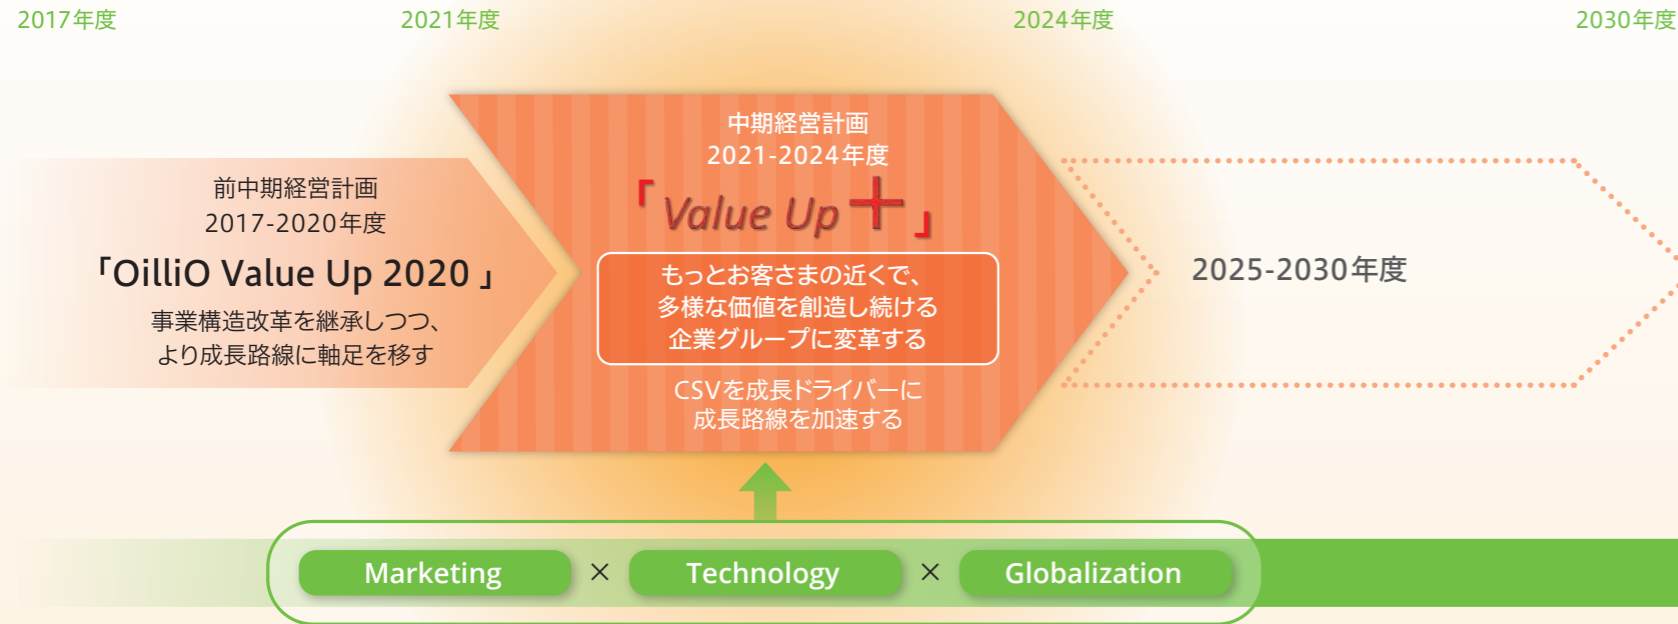 2017年度
2021年度
2024年度
2030年度
前中期経営計画
2017-2020年度
「OilliO Value Up 2020 」
事業構造改革を継承しつつ、
より成長路線に軸足を移す
中期経営計画
2021-2024年度
「Value Up＋」
もっとお客さまの近くで、
多様な価値を創造し続ける
企業グループに変革する
CSVを成長ドライバーに
成長路線を加速する
2025-2030年度
Marketing × Technology × Globalization